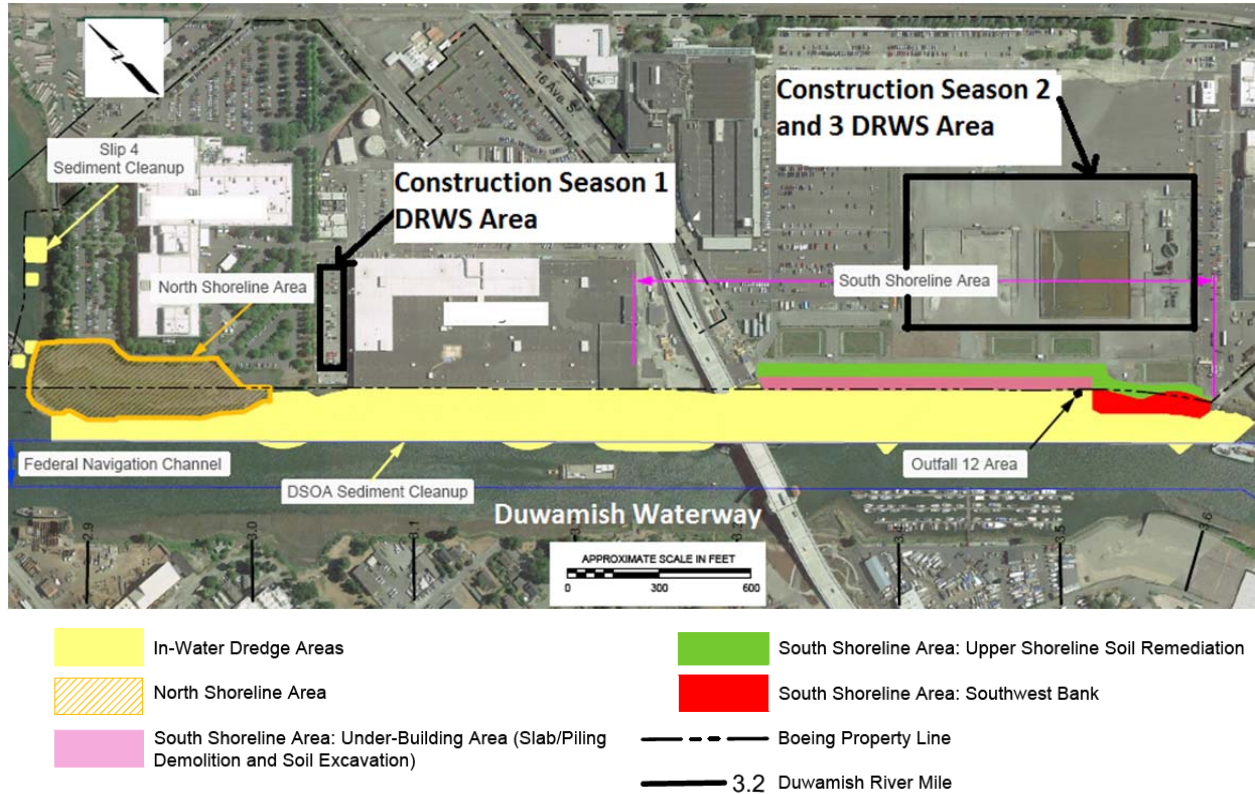 16 Ave. S
Construction Season 2
and 3 DRWS Area
Slip 4
Sediment Cleanup
Construction Season 1
DRWS Area
North Shoreline Area
South Shoreline Area
Federal Navigation Channel
Outfall 12 Area
DSOA Sediment Cleanup
Duwamish Waterway
2.9
3.0
3.1
3.5
3.6
APPROXIMATE SCALE IN FEET
0 300 600
In-Water Dredge Areas
North Shoreline Area
South Shoreline Area: Under-Building Area (Slab/Piling
Demolition and Soil Excavation)
South Shoreline Area: Upper Shoreline Soil Remediation
South Shoreline Area: Southwest Bank
Boeing Property Line
3.2 Duwamish River Mile